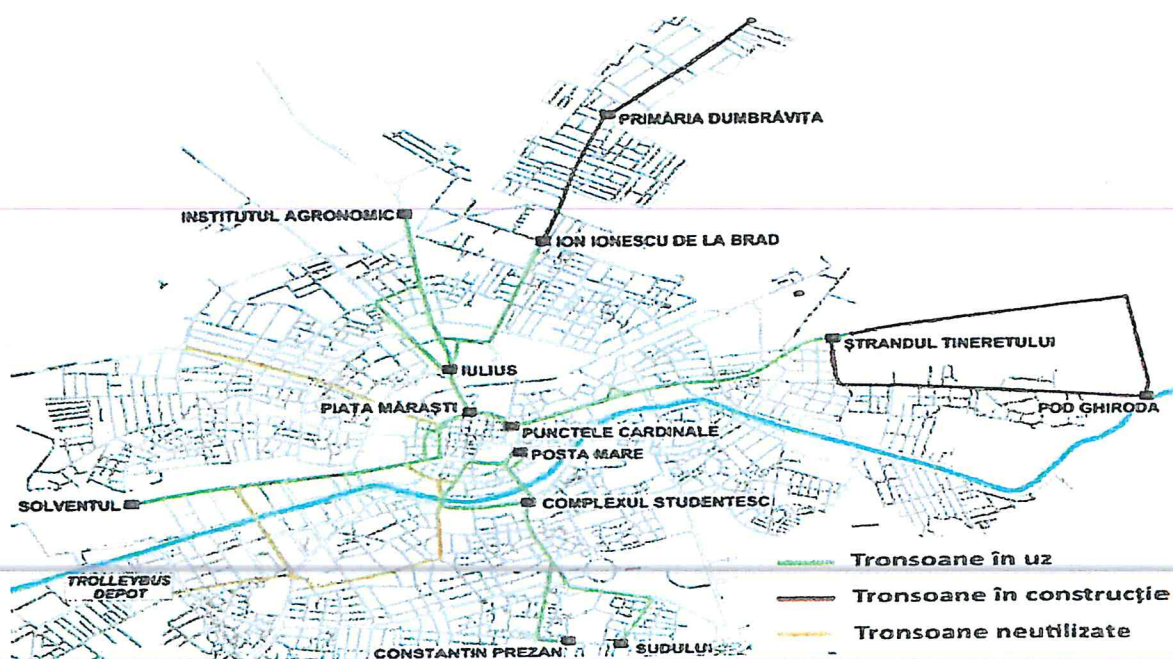 PRIMĂRIA DUMBRĂVIȚA
INSTITUTUL AGRONOMIC
ION IONESCU DE LA BRAD
ȘTRANDUL TINERETULUI
IULIUS
PIAȚA MĂRAȘTI
POD GHIRODA
PUNCTELE CARDINALE
POSTA MARE
SOLVENTUL
COMPLEXUL STUDENTESC
Tronsoane în uz
TROLLEYBUS
DEPOT
Tronsoane în construcție
Tronsoane neutilizate
CONSTANTIN PREZAN
SUDULUI